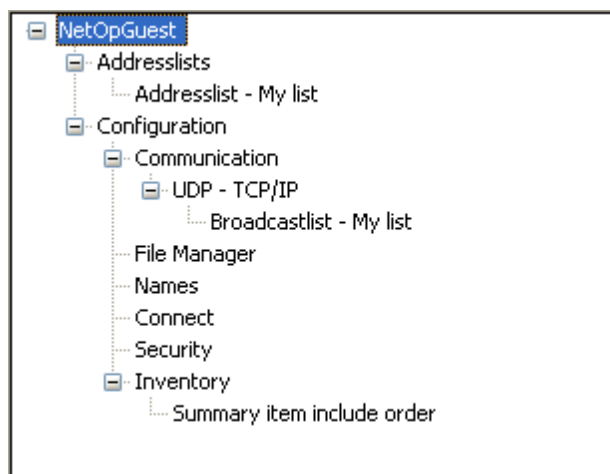 NetOpGuest
Addresslists
Addresslist - My list
Configuration
Communication
UDP - TCP/IP
Broadcastlist - My list
File Manager
Names
Connect
Security
Inventory
Summary item include order